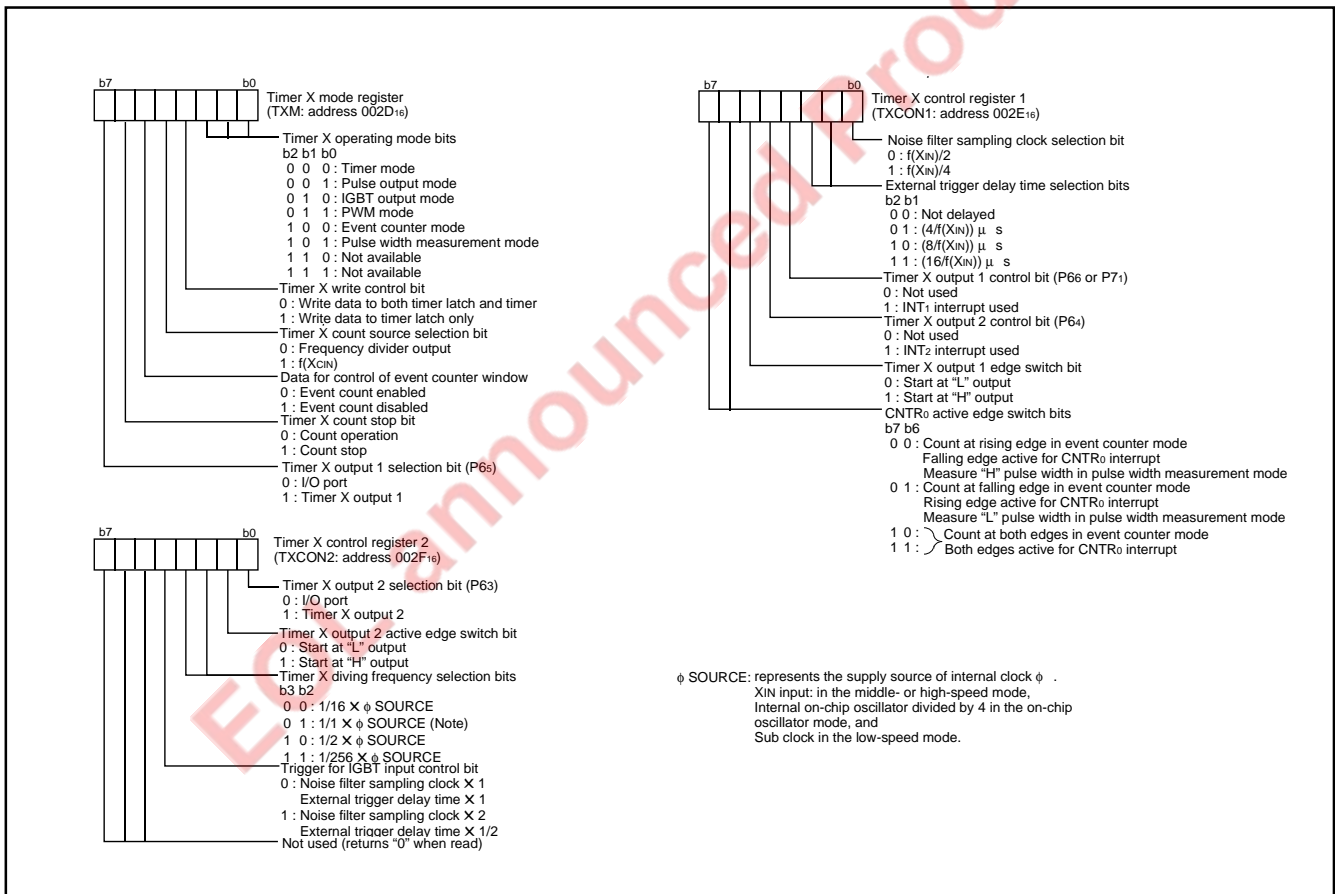 b7 b0
Timer X mode register
(TXM: address 002D16)
Timer X operating mode bits
b2 b1 b0
0 0 0 : Timer mode
0 0 1 : Pulse output mode
0 1 0 : IGBT output mode
0 1 1 : PWM mode
1 0 0 : Event counter mode
1 0 1 : Pulse width measurement mode
1 1 0 : Not available
1 1 1 : Not available
Timer X write control bit
0 : Write data to both timer latch and timer
1 : Write data to timer latch only
Timer X count source selection bit
0 : Frequency divider output
1 : f(XCIN)
Data for control of event counter window
0 : Event count enabled
1 : Event count disabled
Timer X count stop bit
0 : Count operation
1 : Count stop
Timer X output 1 selection bit (P65)
0 : I/O port
1 : Timer X output 1
b7 b0
Timer X control register 2
(TXCON2: address 002F16)
Timer X output 2 selection bit (P63)
0 : I/O port
1 : Timer X output 2
Timer X output 2 active edge switch bit
0 : Start at “L” output
1 : Start at “H” output
Timer X diving frequency selection bits
b3 b2
0 0 : 1/16 ✕ φ SOURCE
0 1 : 1/1 ✕ φ SOURCE (Note)
1 0 : 1/2 ✕ φ SOURCE
1 1 : 1/256 ✕ φ SOURCE
Trigger for IGBT input control bit
0 : Noise filter sampling clock ✕ 1
External trigger delay time ✕ 1
1 : Noise filter sampling clock ✕ 2
External trigger delay time ✕ 1/2
Not used (returns “0” when read)
b7 b0
Timer X control register 1
(TXCON1: address 002E16)
Noise filter sampling clock selection bit
0 : f(XIN)/2
1 : f(XIN)/4
External trigger delay time selection bits
b2 b1
0 0 : Not delayed
0 1 : (4/f(XIN)) μ s
1 0 : (8/f(XIN)) μ s
1 1 : (16/f(XIN)) μ s
Timer X output 1 control bit (P66 or P71)
0 : Not used
1 : INT1 interrupt used
Timer X output 2 control bit (P64)
0 : Not used
1 : INT2 interrupt used
Timer X output 1 edge switch bit
0 : Start at “L” output
1 : Start at “H” output
CNTR0 active edge switch bits
b7 b6
0 0 : Count at rising edge in event counter mode
Falling edge active for CNTR0 interrupt
Measure “H” pulse width in pulse width measurement mode
0 1 : Count at falling edge in event counter mode
Rising edge active for CNTR0 interrupt
Measure “L” pulse width in pulse width measurement mode
1 0 : Count at both edges in event counter mode
1 1 : Both edges active for CNTR0 interrupt
φ SOURCE: represents the supply source of internal clock φ .
XIN input: in the middle- or high-speed mode,
Internal on-chip oscillator divided by 4 in the on-chip
oscillator mode, and
Sub clock in the low-speed mode.
EOL announced Prod